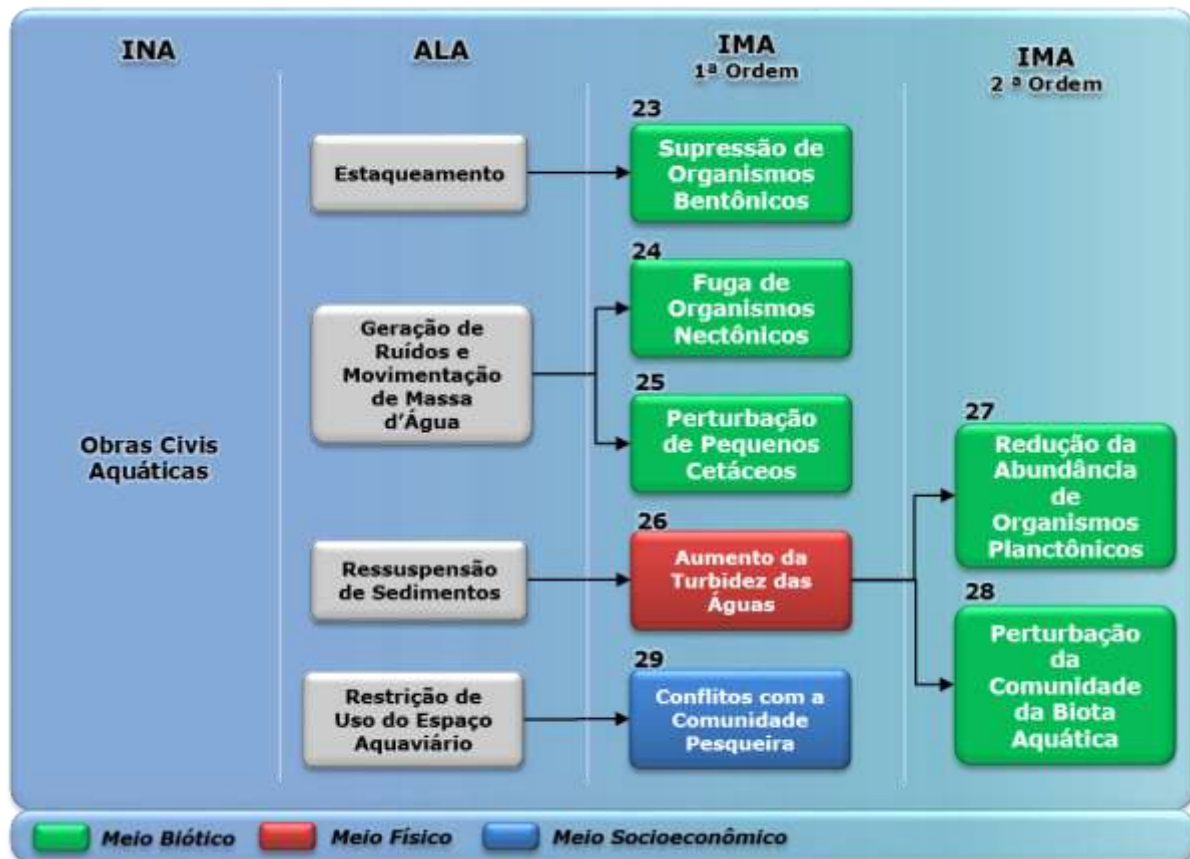 INA
ALA
IMA
1ª Ordem
IMA
2 ª Ordem
Obras Civis
Aquáticas
Estaqueamento
23
Supressão de
Organismos
Bentônicos
Geração de
Ruídos e
Movimentação
de Massa
d’Água
24
Fuga de
Organismos
Nectônicos
25
Perturbação
de Pequenos
Cetáceos
Ressuspensão
de Sedimentos
26
Aumento da
Turbidez das
Águas
27
Redução da
Abundância
de
Organismos
Planctônicos
28
Perturbação
da
Comunidade
da Biota
Aquática
Restrição de
Uso do Espaço
Aquaviário
29
Conflitos com a
Comunidade
Pesqueira
Meio Biótico
Meio Físico
Meio Socioeconômico